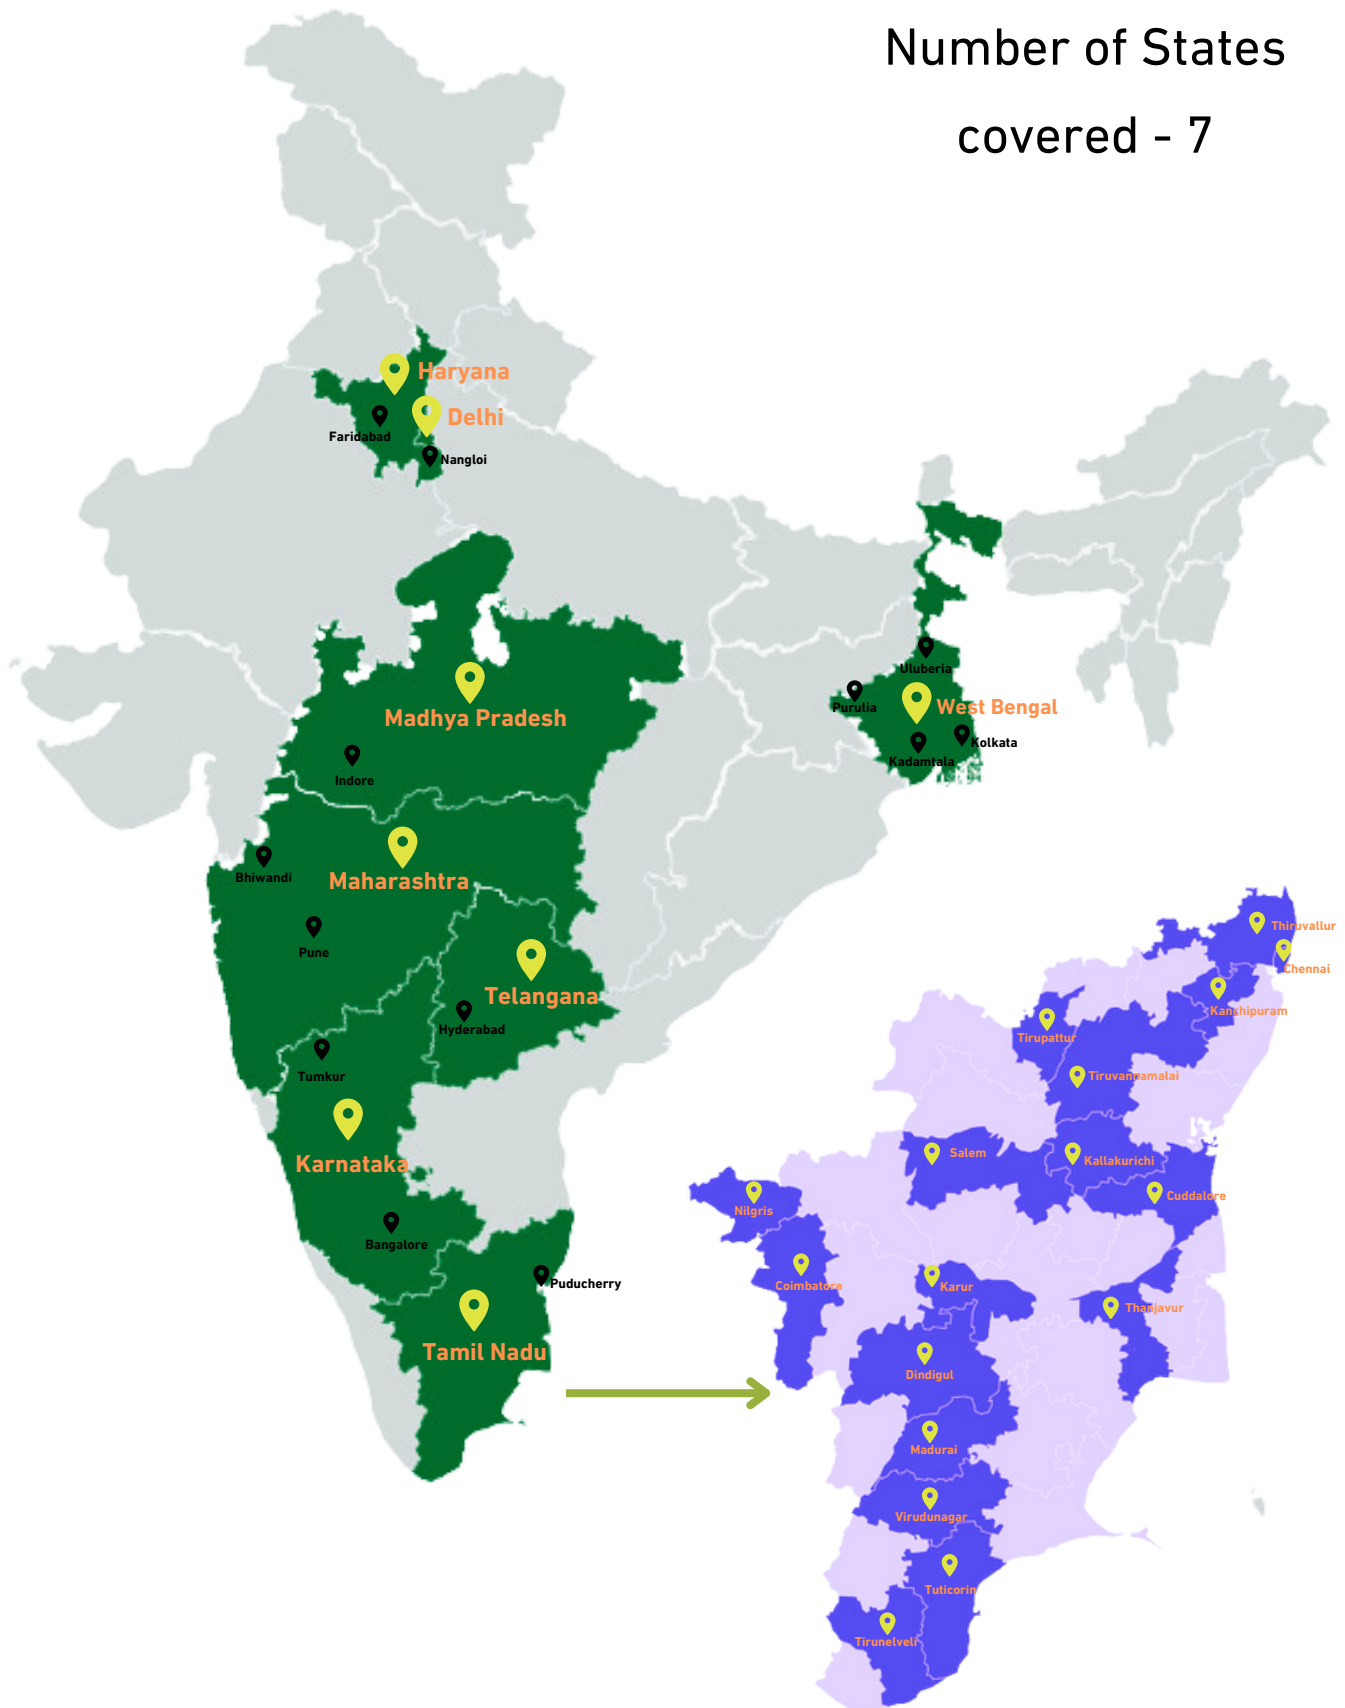 Number of States
covered - 7
Haryana
Delhi
Faridabad
Nangloi
Uluberia
Purulia
West Bengal
Kolkata
Kadamtala
Madhya Pradesh
Indore
Bhiwandi
Maharashtra
Pune
Telangana
Hyderabad
Tumkur
Karnataka
Bangalore
Puducherry
Tamil Nadu
Thiruvallur
Chennai
Kanchipuram
Tirupattur
Tiruvannamalai
Salem
Kallakurichi
Cuddalore
Nilgris
Coimbatore
Karur
Thanjavur
Dindigul
Madurai
Virudunagar
Tuticorin
Tirunelveli